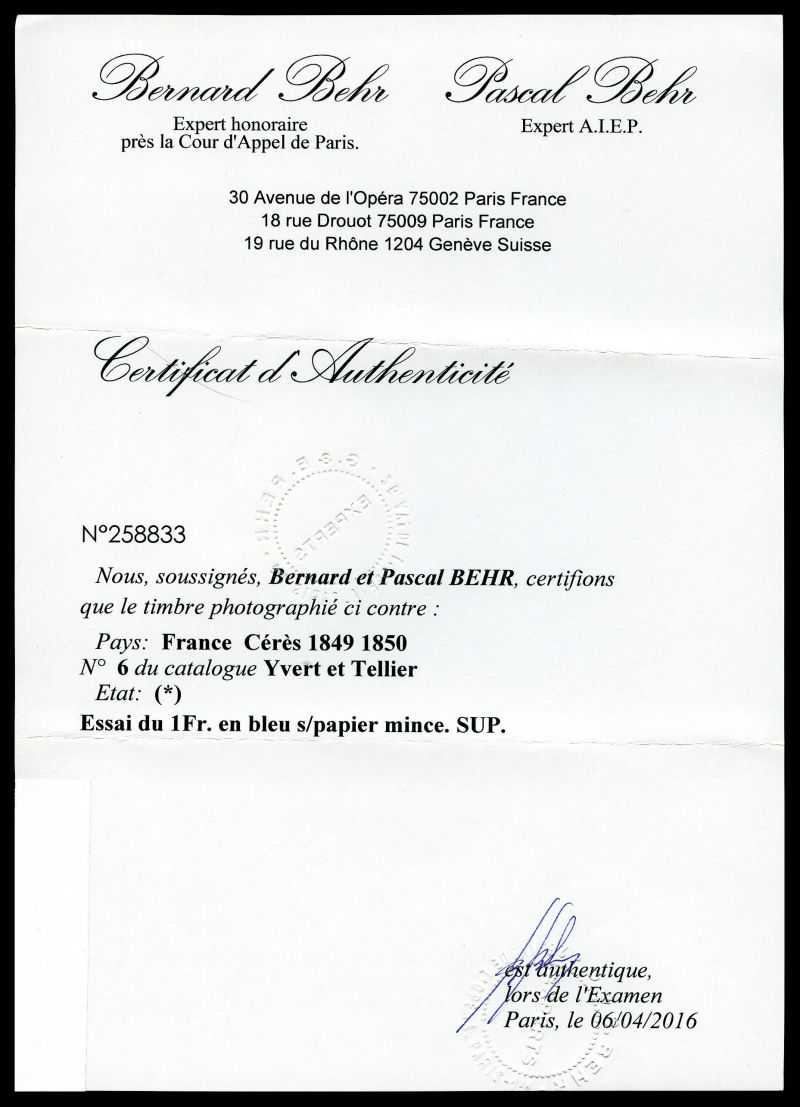 Bernard Behr
Expert honoraire
près la Cour d'Appel de Paris.
Pascal Behr
Expert A.I.E.P.
30 Avenue de l'Opéra 75002 Paris France
18 rue Drouot 75009 Paris France
19 rue du Rhône 1204 Genève Suisse
Certificat d'Authenticité
EXPERTS
N°258833
Nous, soussignés, Bernard et Pascal BEHR, certifions
que le timbre photographié ci contre :
Pays: France Cérès 1849 1850
N° 6 du catalogue Yvert et Tellier
Etat: (*)
Essai du 1Fr. en bleu s/papier mince. SUP.
est authentique,
lors de l'Examen
Paris, le 06/04/2016